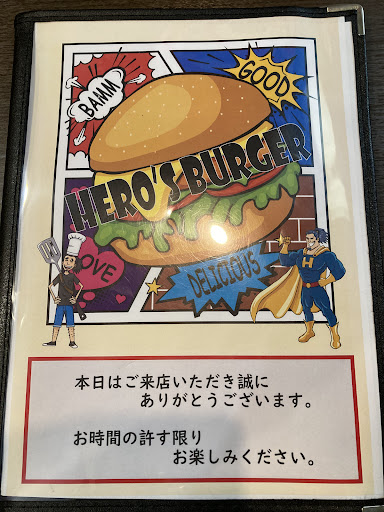 BAMM
GOOD
HERO'S BURGER
LOVE
DELICIOUS
H
本日はご来店いただき誠に
ありがとうございます。
お時間の許す限り
お楽しみください。